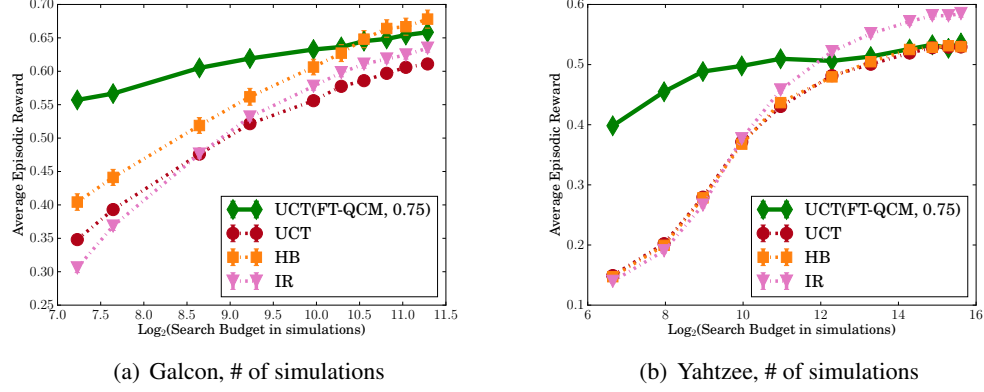 0.70
0.65
0.60
0.55
0.50
0.45
0.40
0.35
0.30
0.25
Average Episodic Reward
7.0 7.5 8.0 8.5 9.0 9.5 10.0 10.5 11.0 11.5
Log2(Search Budget in simulations)
UCT(FT-QCM, 0.75)
UCT
HB
IR
(a) Galcon, # of simulations
0.6
0.5
0.4
0.3
0.2
0.1
Average Episodic Reward
6 8 10 12 14 16
Log2(Search Budget in simulations)
UCT(FT-QCM, 0.75)
UCT
HB
IR
(b) Yahtzee, # of simulations